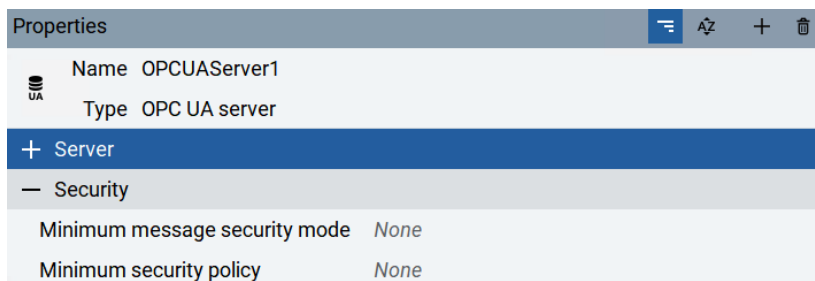 Properties
AZ
Name OPCUAServer1
UA
Type OPC UA server
Server
Security
Minimum message security mode None
Minimum security policy None